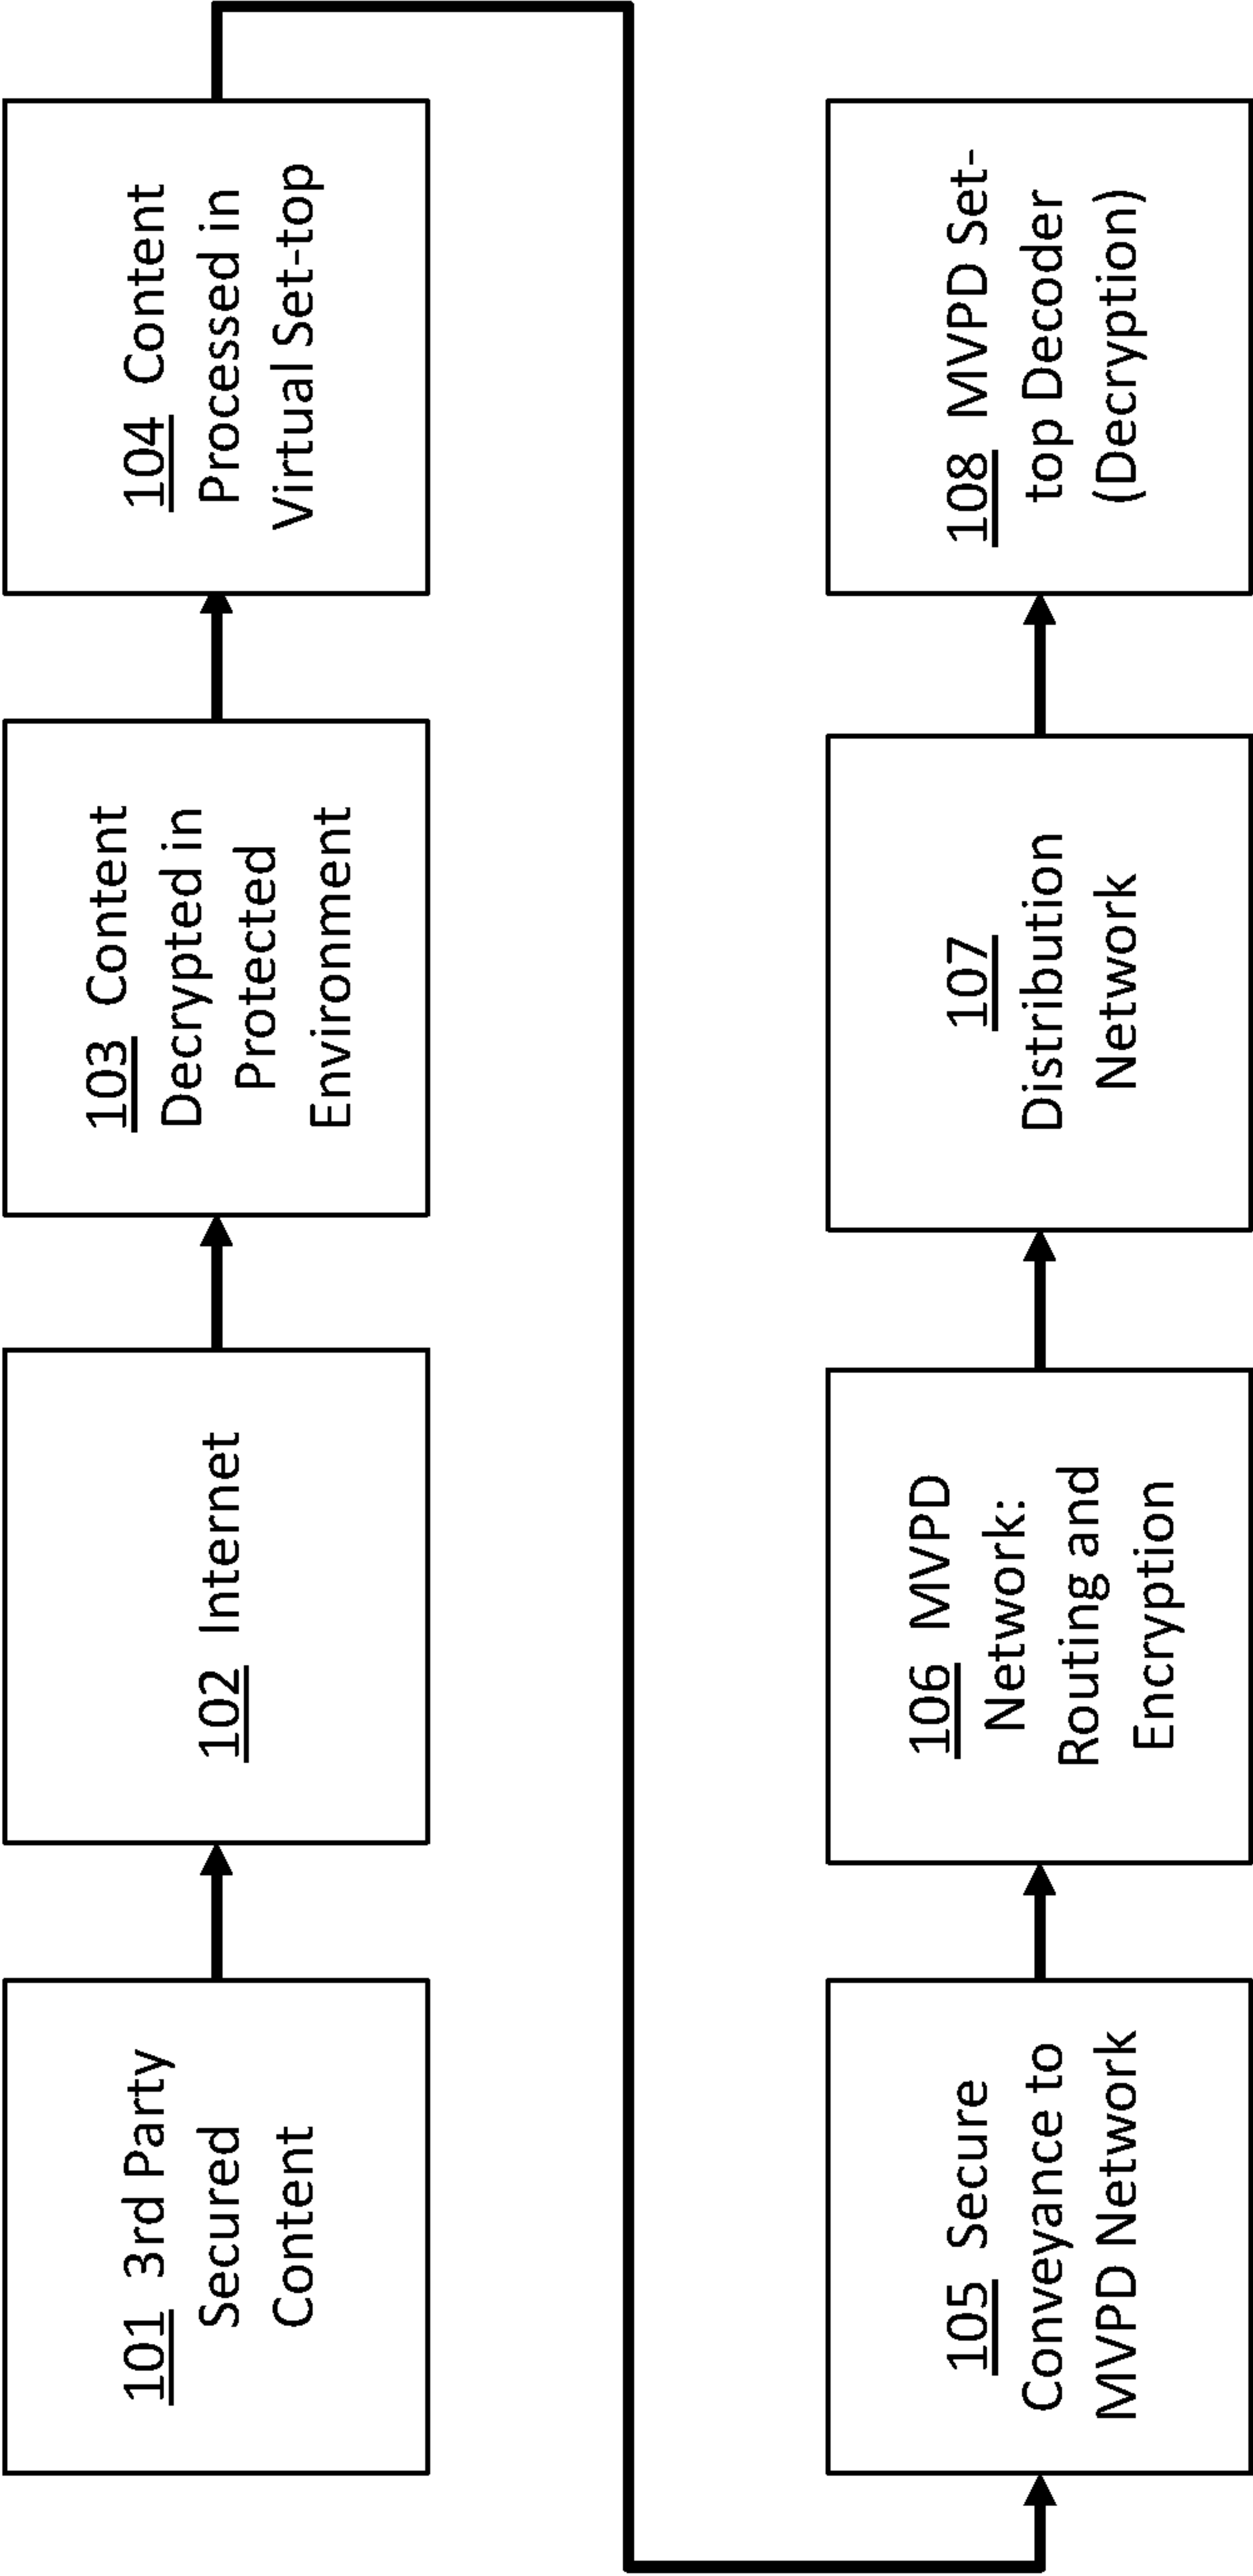 101 3rd Party
Secured
Content
102 Internet
103 Content
Decrypted in
Protected
Environment
104 Content
Processed in
Virtual Set-top
105 Secure
Conveyance to
MVPD Network
106 MVPD
Network:
Routing and
Encryption
107
Distribution
Network
108 MVPD Set-
top Decoder
(Decryption)